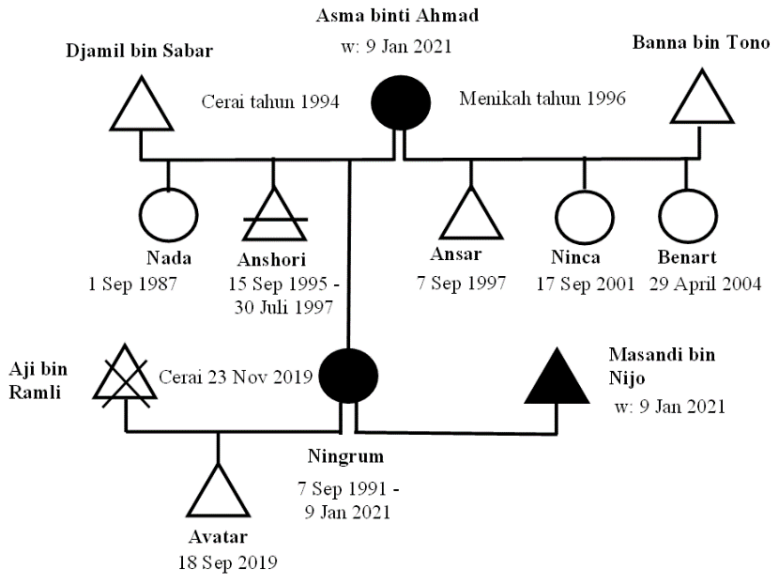 Asma binti Ahmad
w: 9 Jan 2021
Djamil bin Sabar
Banna bin Tono
Cerai tahun 1994
Menikah tahun 1996
Nada
1 Sep 1987
Anshori
15 Sep 1995 -
30 Juli 1997
Ansar
7 Sep 1997
Ninca
17 Sep 2001
Benart
29 April 2004
Aji bin
Ramli
Cerai 23 Nov 2019
Masandi bin
Nijo
w: 9 Jan 2021
Ningrum
7 Sep 1991 -
9 Jan 2021
Avatar
18 Sep 2019